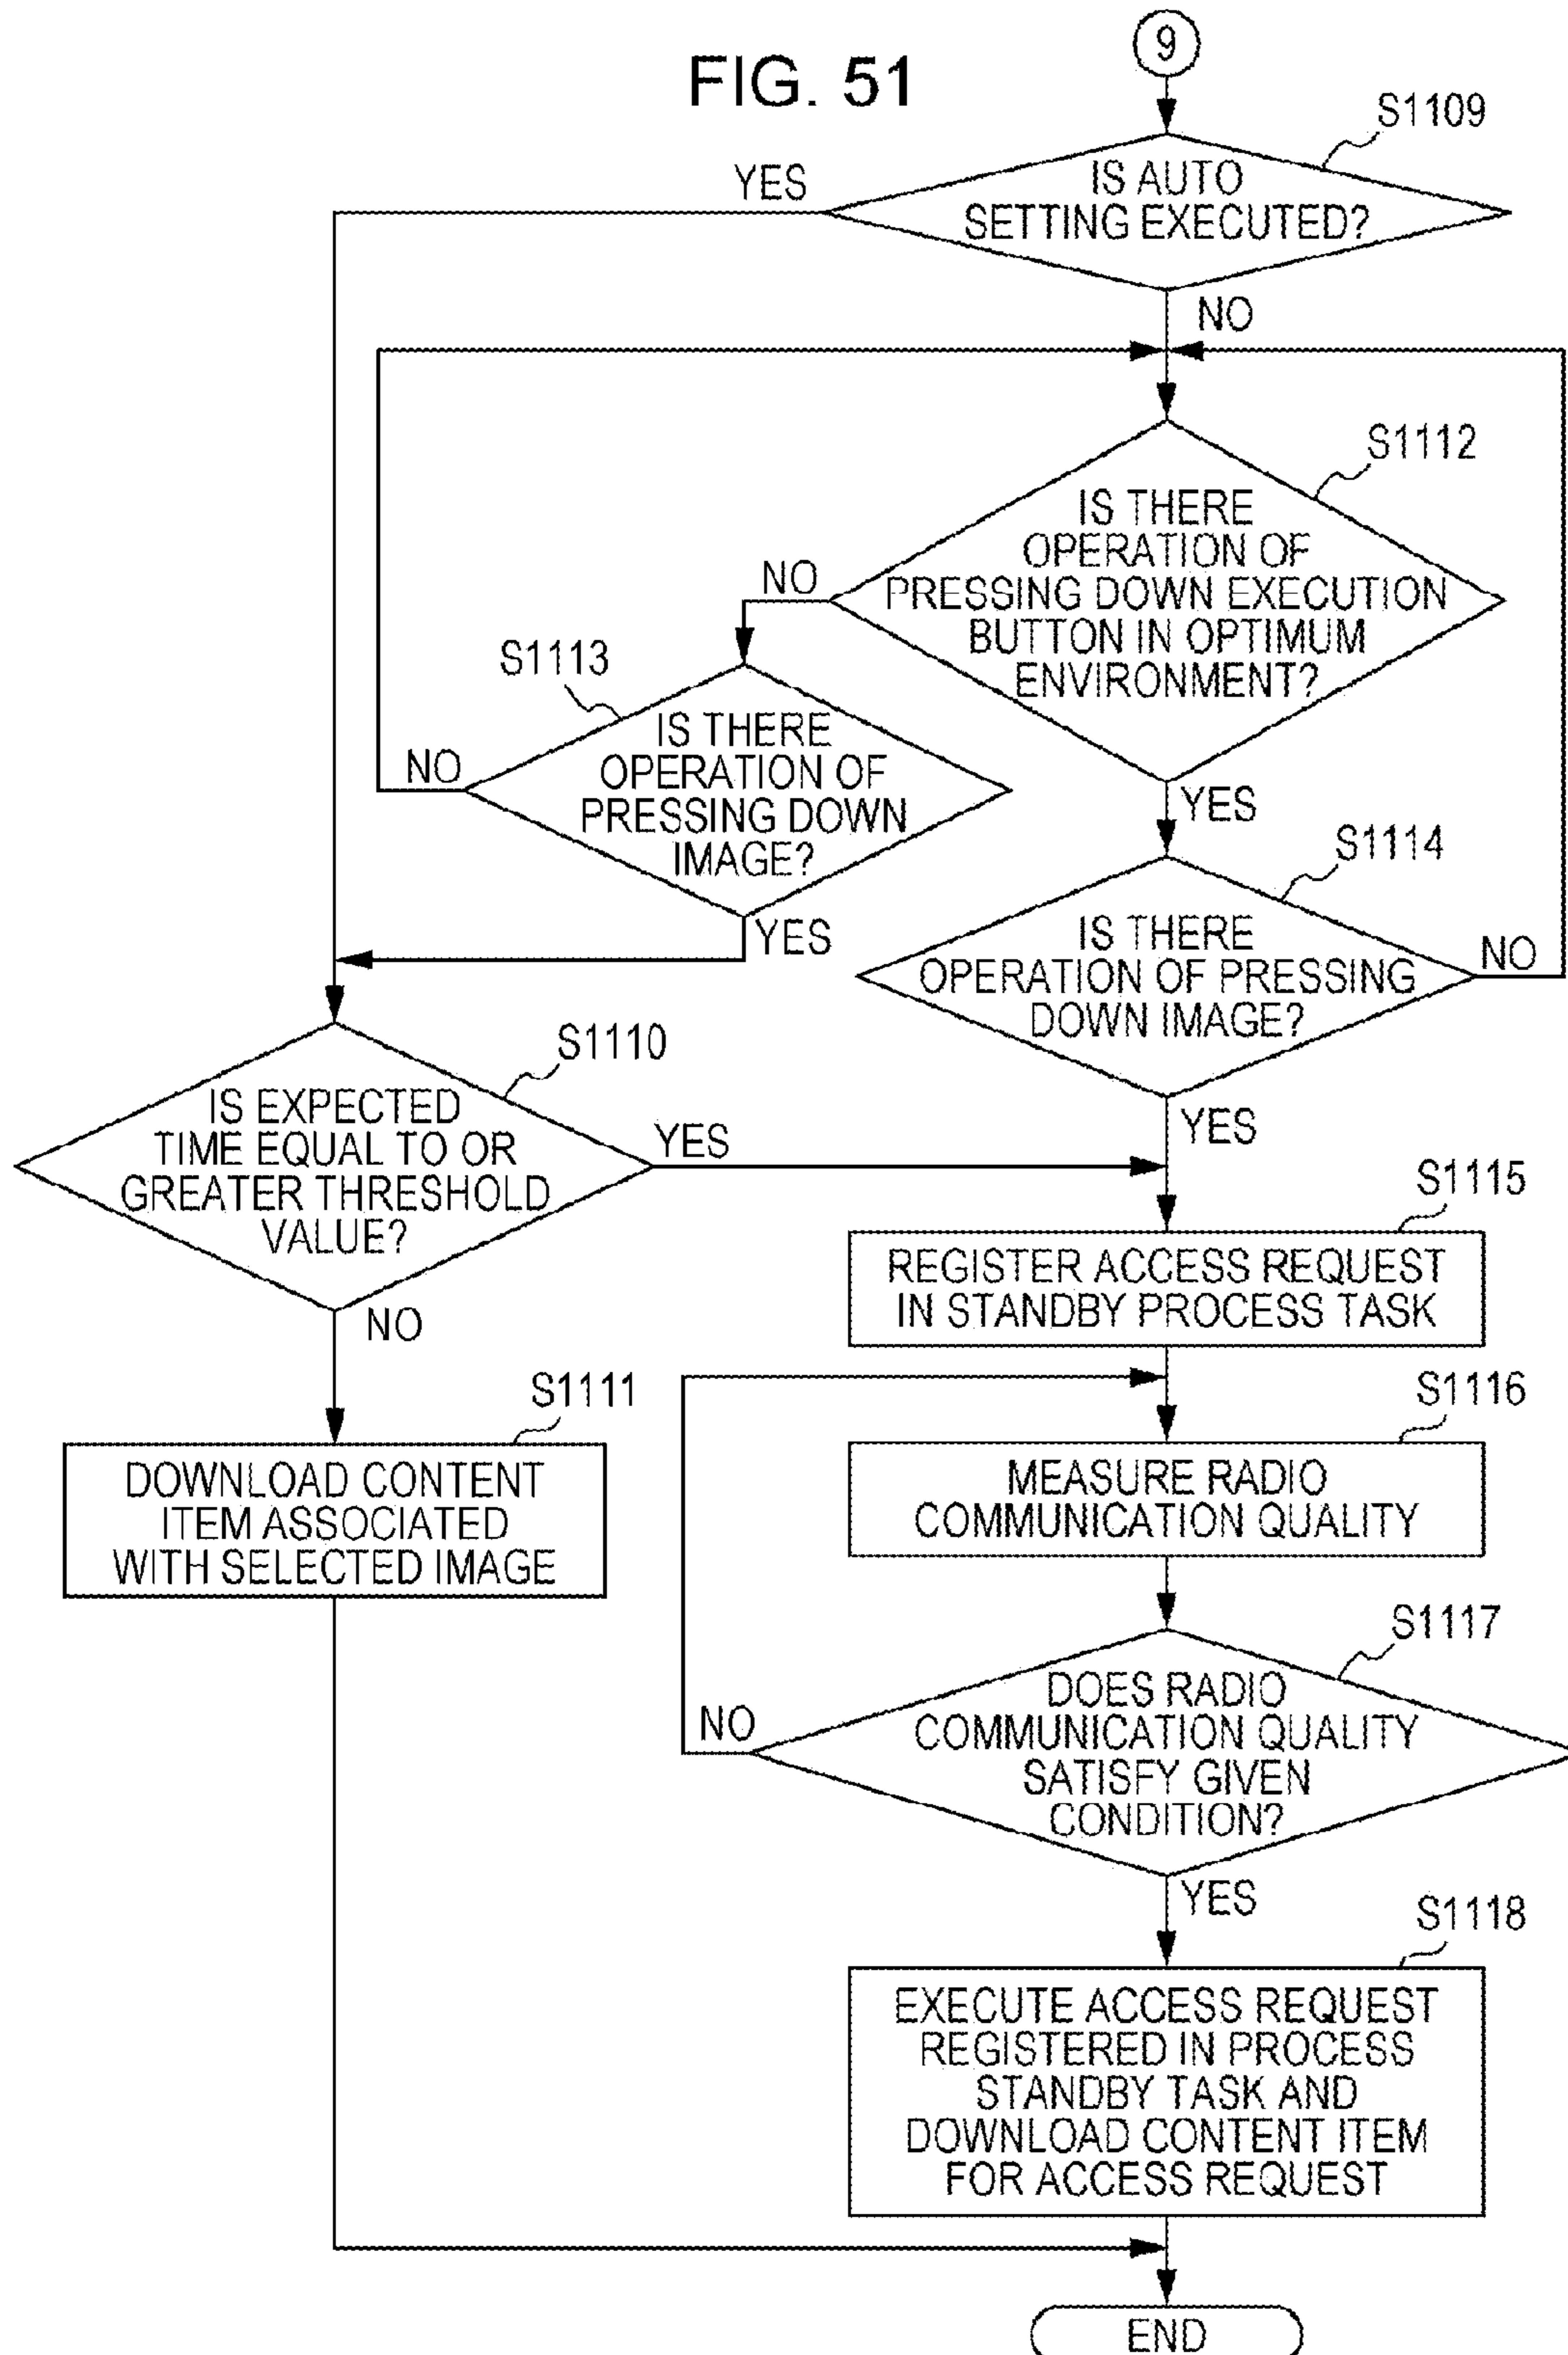 FIG. 51
9
S1109
IS AUTO
SETTING EXECUTED?
YES
NO
S1112
IS THERE
OPERATION OF
PRESSING DOWN EXECUTION
BUTTON IN OPTIMUM
ENVIRONMENT?
NO
YES
S1113
IS THERE
OPERATION OF
PRESSING DOWN
IMAGE?
NO
YES
S1114
IS THERE
OPERATION OF PRESSING
DOWN IMAGE?
NO
YES
S1110
IS EXPECTED
TIME EQUAL TO OR
GREATER THRESHOLD
VALUE?
YES
NO
S1115
REGISTER ACCESS REQUEST
IN STANDBY PROCESS TASK
S1111
DOWNLOAD CONTENT
ITEM ASSOCIATED
WITH SELECTED IMAGE
S1116
MEASURE RADIO
COMMUNICATION QUALITY
S1117
DOES RADIO
COMMUNICATION QUALITY
SATISFY GIVEN
CONDITION?
NO
YES
S1118
EXECUTE ACCESS REQUEST
REGISTERED IN PROCESS
STANDBY TASK AND
DOWNLOAD CONTENT ITEM
FOR ACCESS REQUEST
END